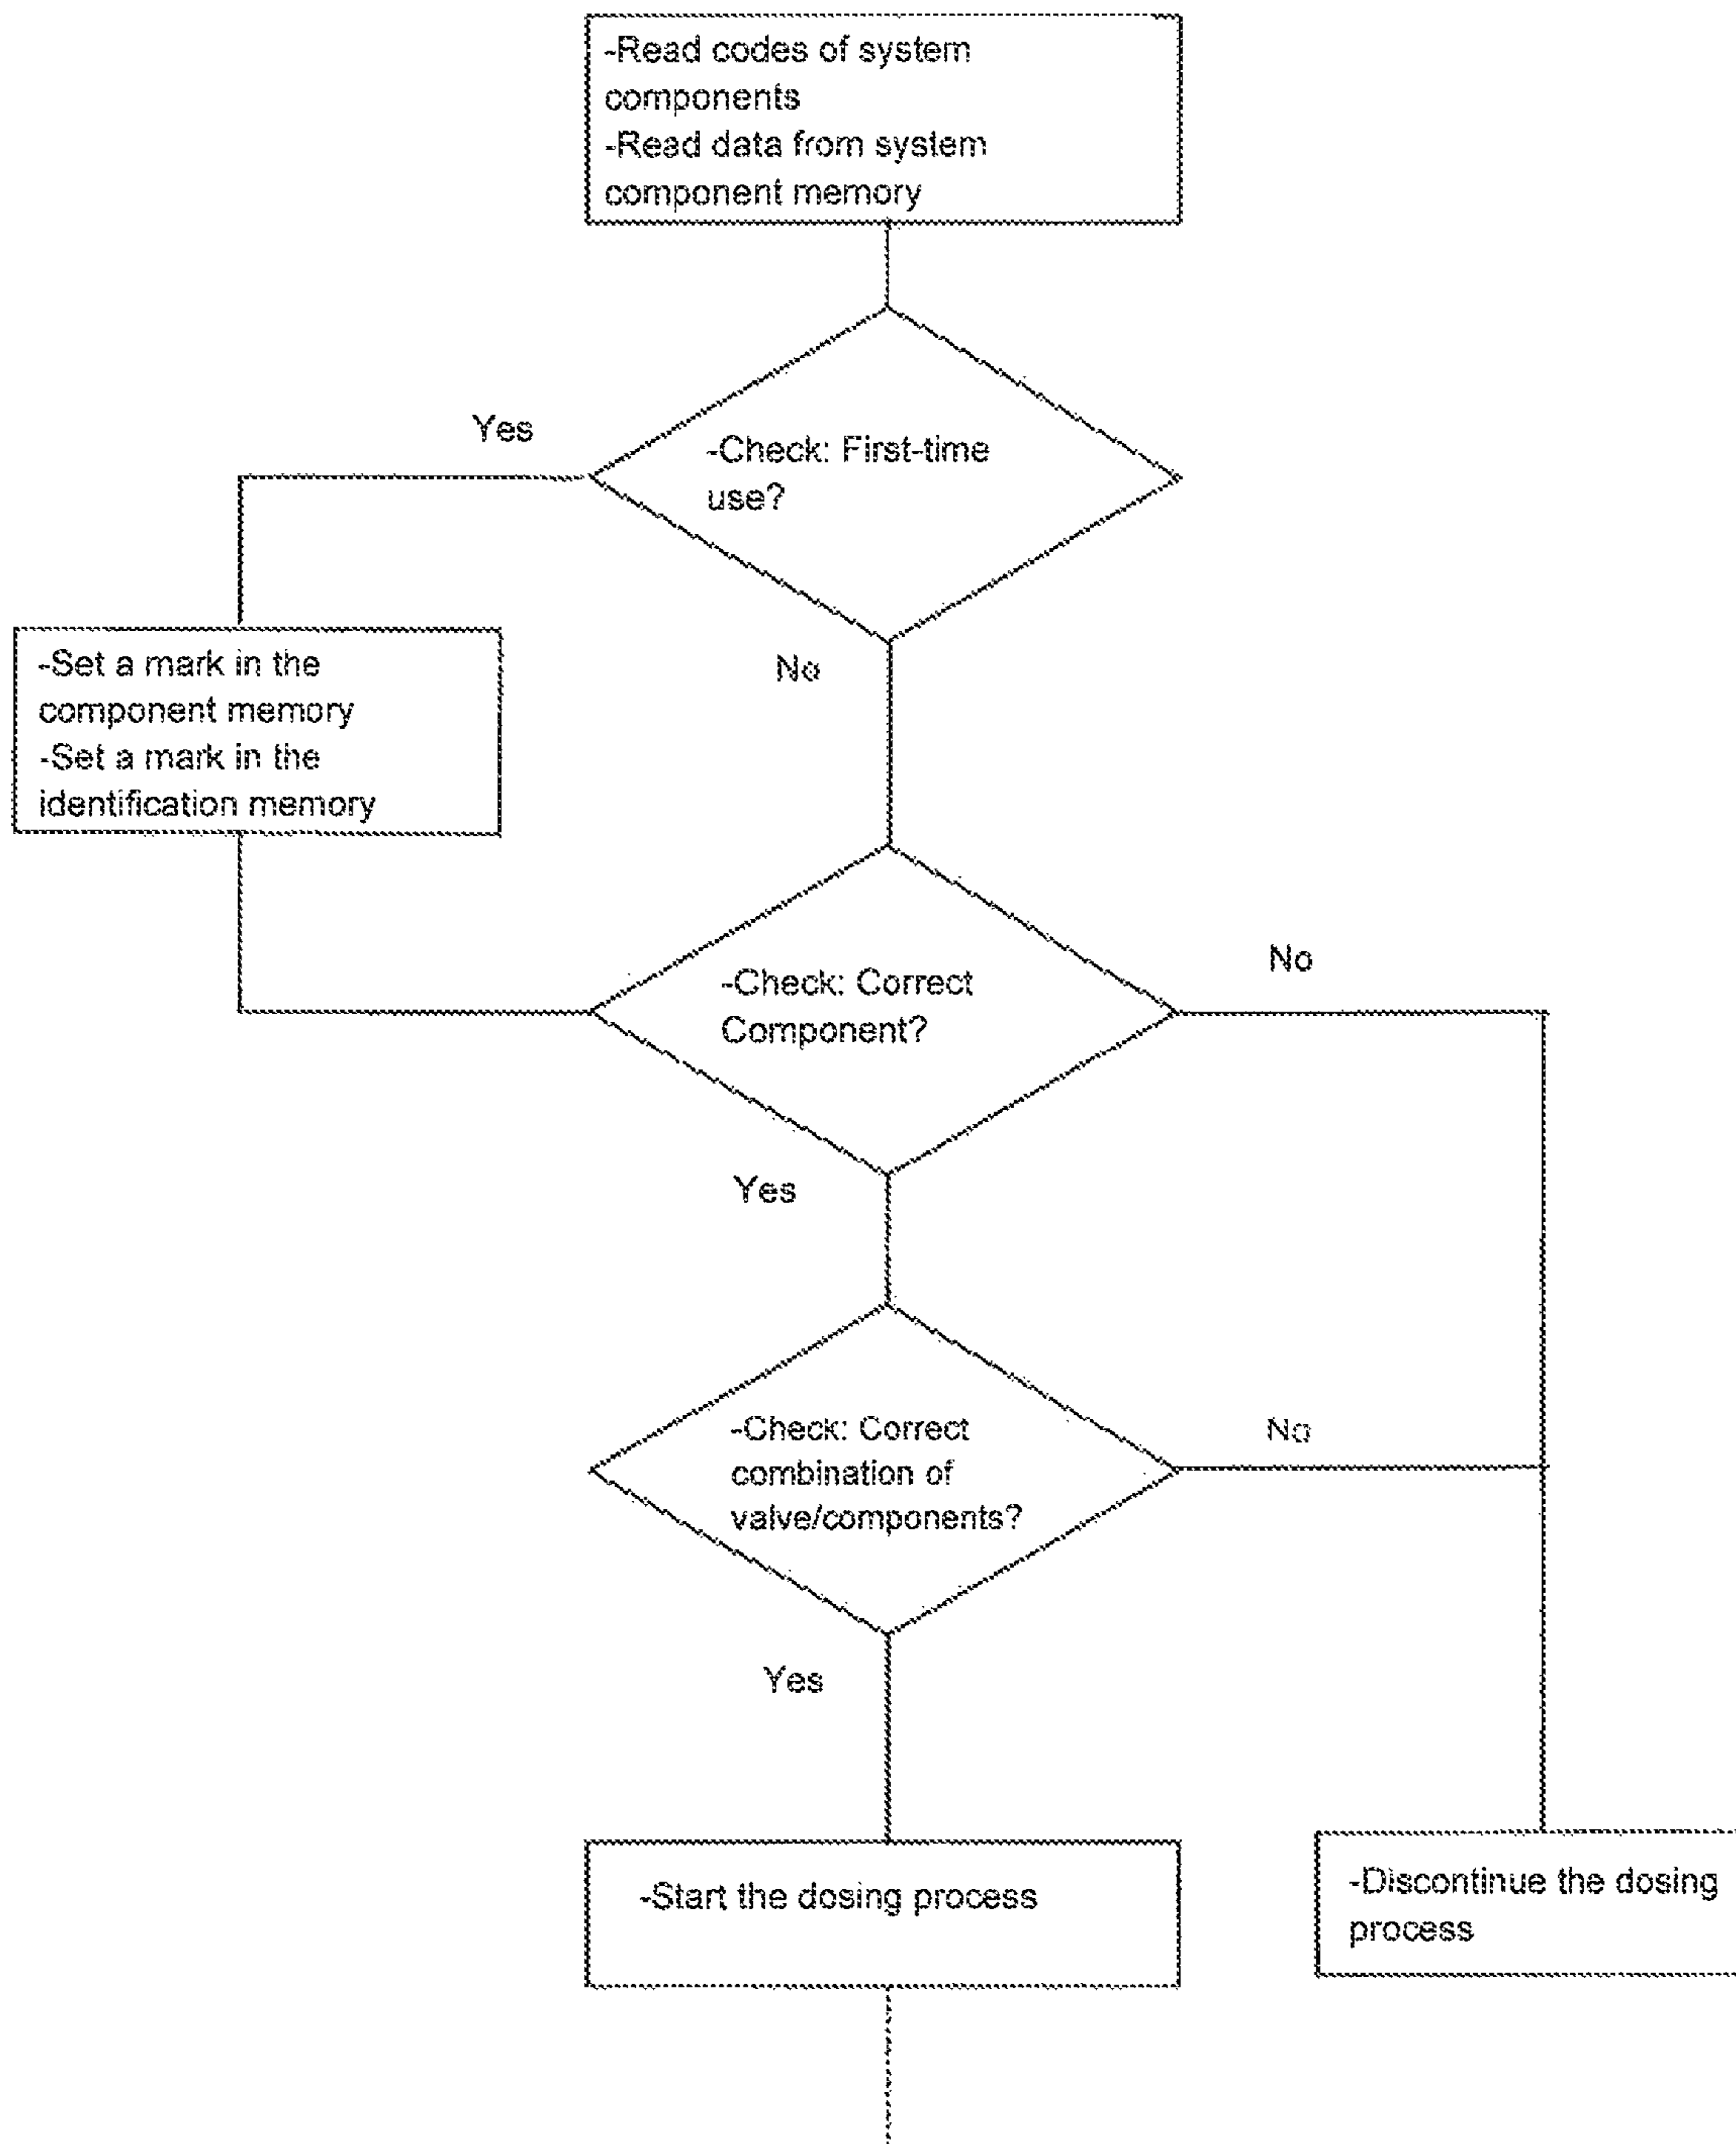 -Read codes of system
components
-Read data from system
component memory
Yes
-Check: First-time
use?
No
-Set a mark in the
component memory
-Set a mark in the
identification memory
No
-Check: Correct
Component?
Yes
-Check: Correct
combination of
valve/components?
No
Yes
-Start the dosing process
-Discontinue the dosing
process